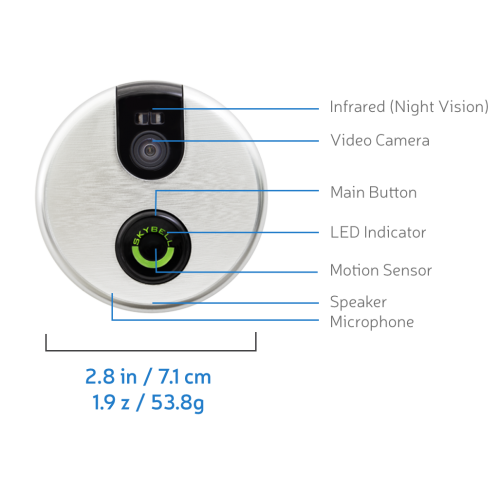 Infrared (Night Vision)
Video Camera
Main Button
SKYBELL
LED Indicator
Motion Sensor
Speaker
Microphone
2.8 in / 7.1 cm
1.9 z / 53.8g